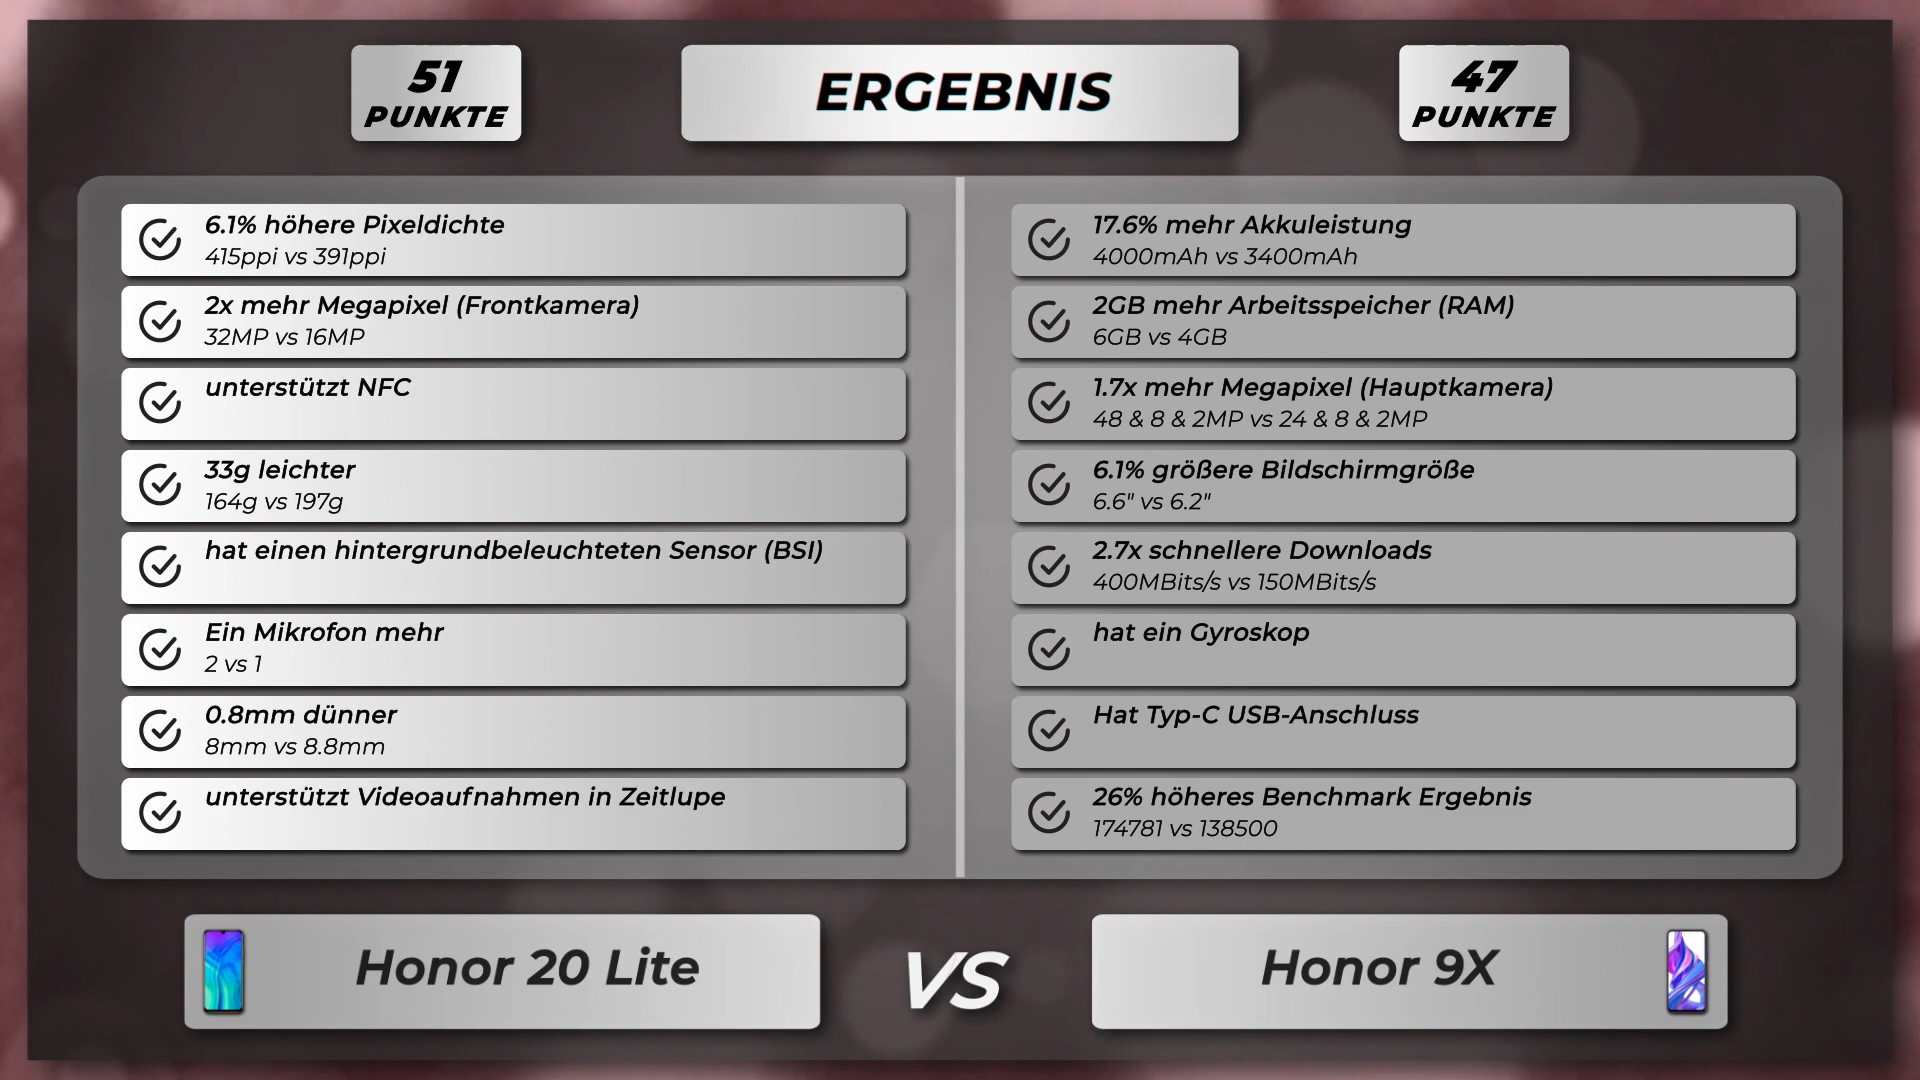 51
PUNKTE
ERGEBNIS
47
PUNKTE
6.1% höhere Pixeldichte
415ppi vs 391ppi
2x mehr Megapixel (Frontkamera)
32MP vs 16MP
unterstützt NFC
33g leichter
164g vs 197g
hat einen hintergrundbeleuchteten Sensor (BSI)
Ein Mikrofon mehr
2 vs 1
0.8mm dünner
8mm vs 8.8mm
unterstützt Videoaufnahmen in Zeitlupe
17.6% mehr Akkuleistung
4000mAh vs 3400mAh
2GB mehr Arbeitsspeicher (RAM)
6GB vs 4GB
1.7x mehr Megapixel (Hauptkamera)
48 & 8 & 2MP vs 24 & 8 & 2MP
6.1% größere Bildschirmgröße
6.6" vs 6.2"
2.7x schnellere Downloads
400MBits/s vs 150MBits/s
hat ein Gyroskop
Hat Typ-C USB-Anschluss
26% höheres Benchmark Ergebnis
174781 vs 138500
Honor 20 Lite
VS
Honor 9X